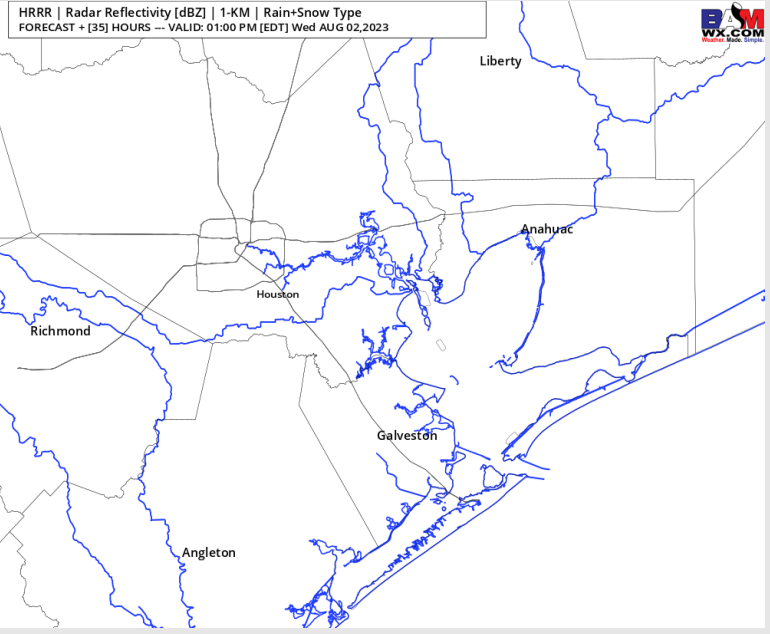 HRRR | Radar Reflectivity [dBZ] | 1-KM | Rain+Snow Type
FORECAST + [35] HOURS --- VALID: 01:00 PM [EDT] Wed AUG 02,2023
BAM
WX.COM
Weather. Made. Simple.
Liberty
Anahuac
Houston
Richmond
Galveston
Angleton